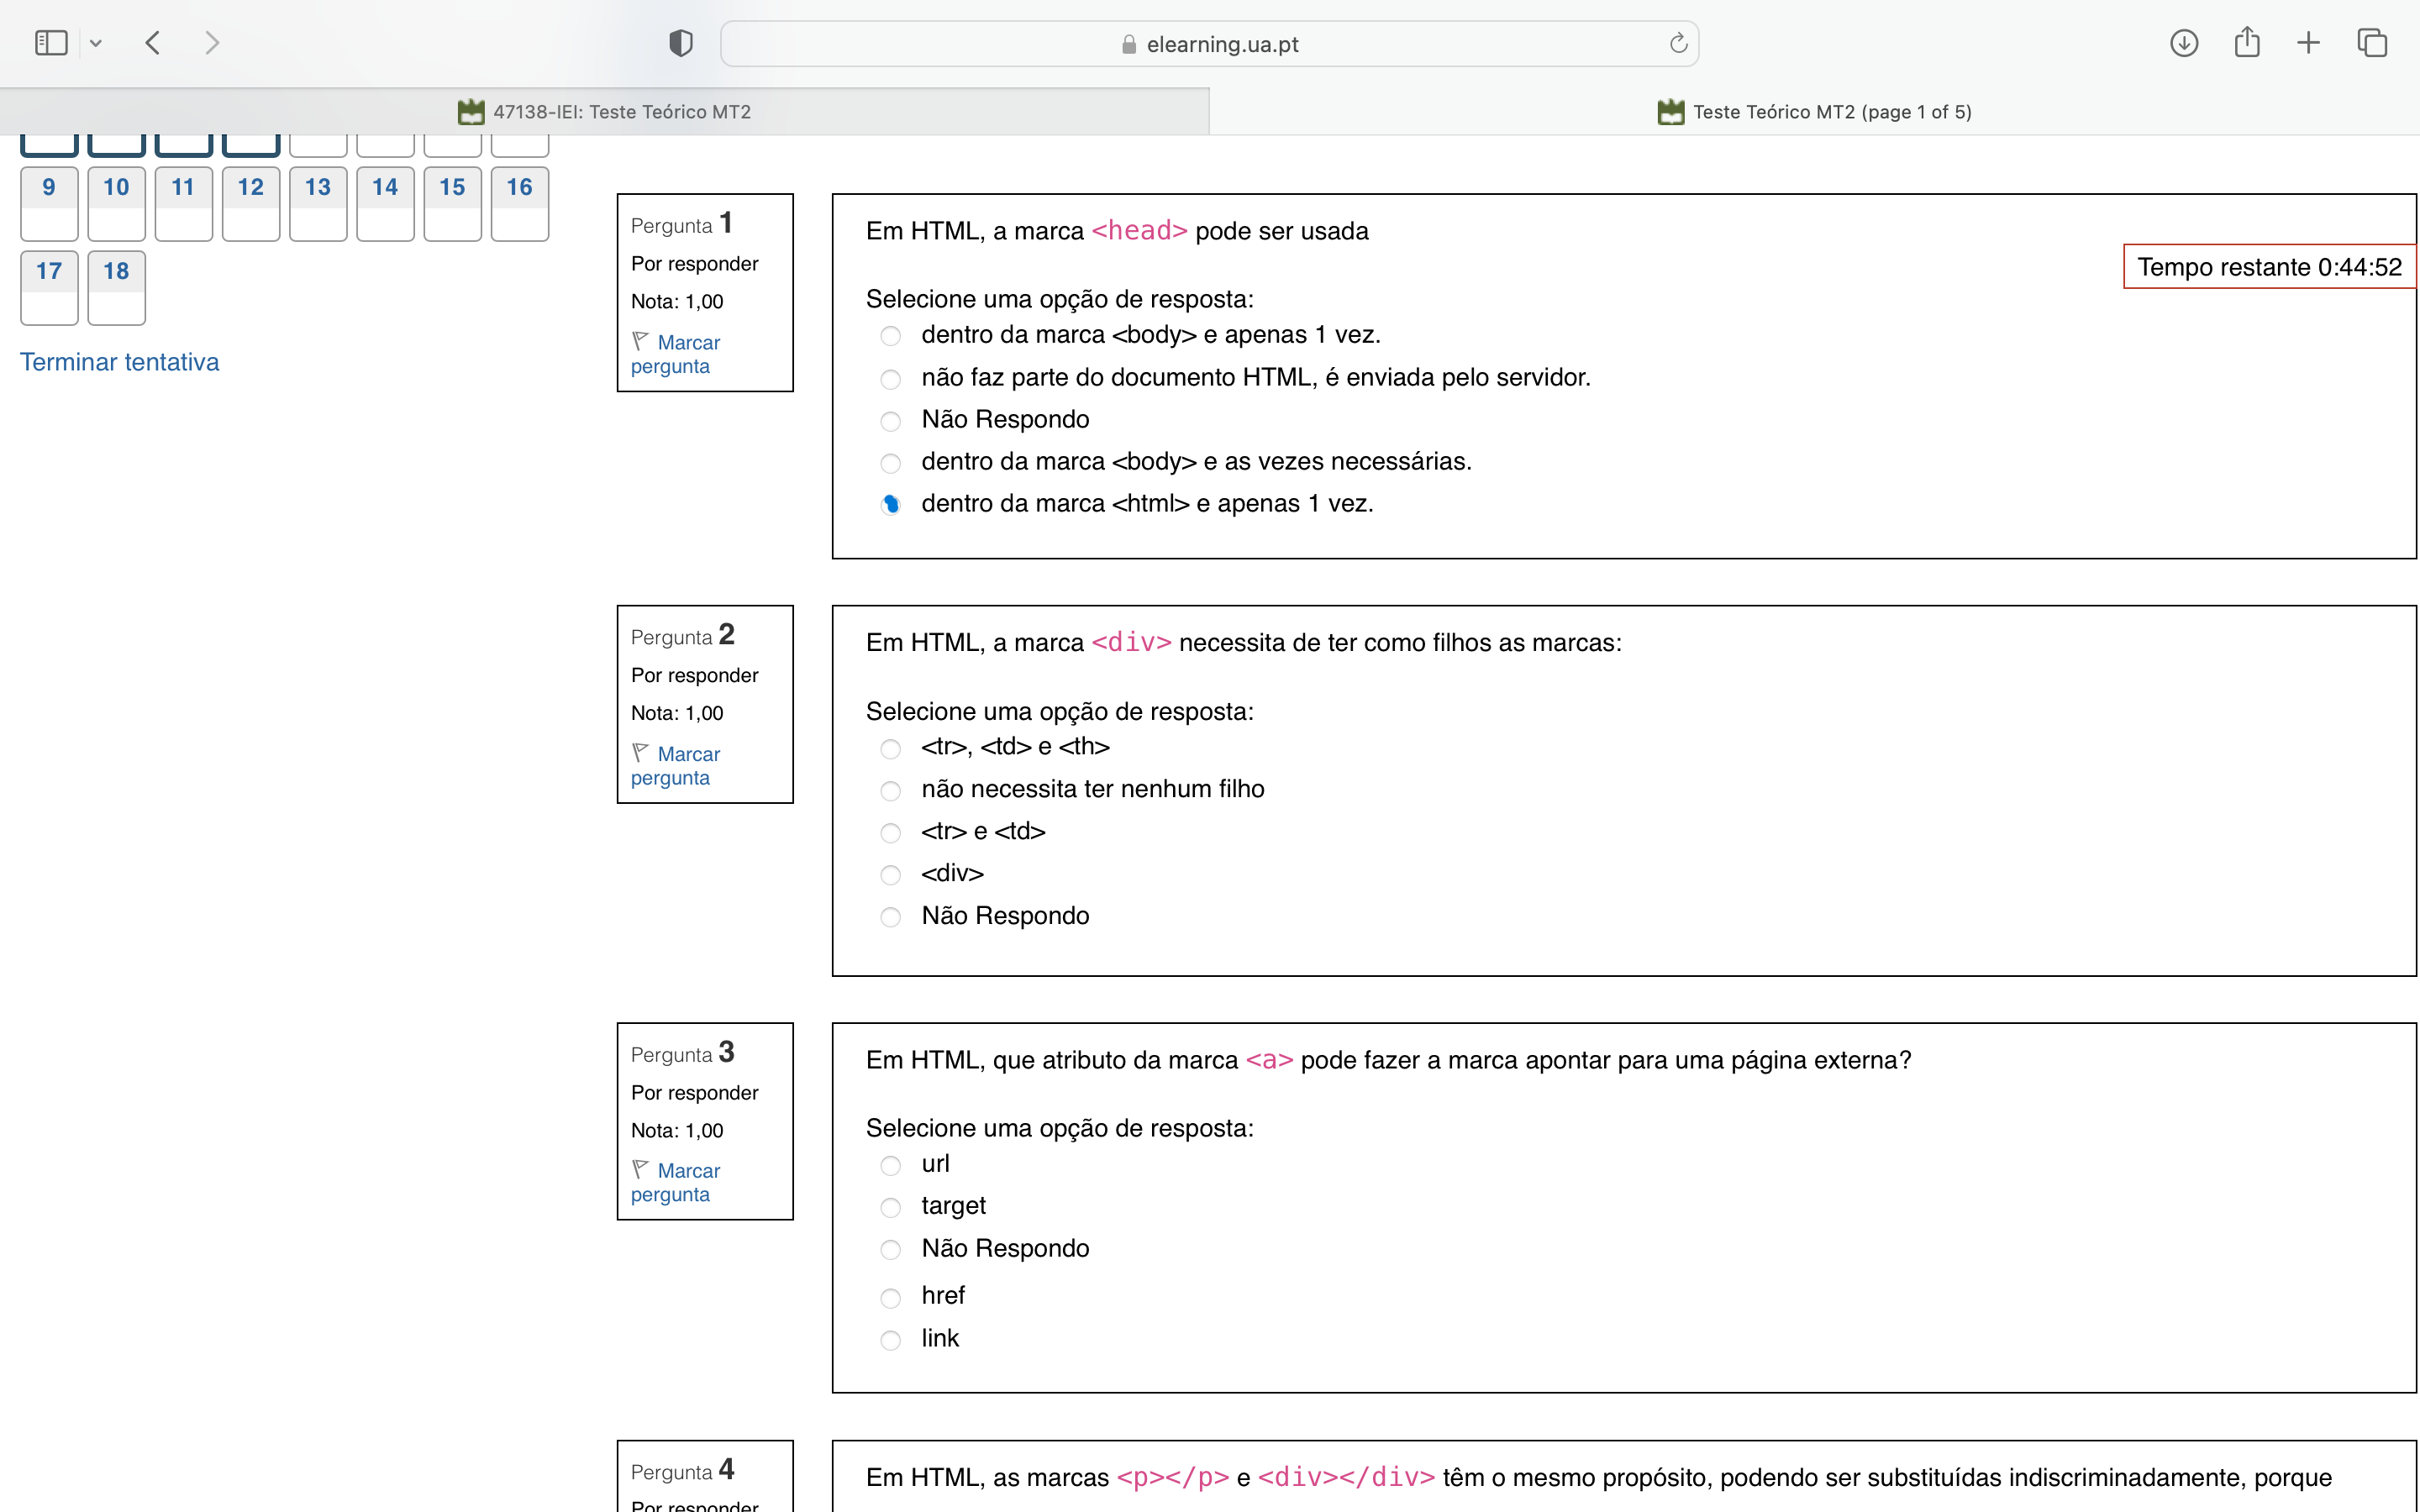 elearning.ua.pt
47138-IEI: Teste Teórico MT2
Teste Teórico MT2 (page 1 of 5)
9 10 11 12 13 14 15 16
17 18
Terminar tentativa
Tempo restante 0:44:52
Pergunta 1
Por responder
Nota: 1,00
Marcar
pergunta
Em HTML, a marca <head> pode ser usada
Selecione uma opção de resposta:
dentro da marca <body> e apenas 1 vez.
não faz parte do documento HTML, é enviada pelo servidor.
Não Respondo
dentro da marca <body> e as vezes necessárias.
dentro da marca <html> e apenas 1 vez.
Pergunta 2
Por responder
Nota: 1,00
Marcar
pergunta
Em HTML, a marca <div> necessita de ter como filhos as marcas:
Selecione uma opção de resposta:
<tr>, <td> e <th>
não necessita ter nenhum filho
<tr> e <td>
<div>
Não Respondo
Pergunta 3
Por responder
Nota: 1,00
Marcar
pergunta
Em HTML, que atributo da marca <a> pode fazer a marca apontar para uma página externa?
Selecione uma opção de resposta:
url
target
Não Respondo
href
link
Pergunta 4
Por responder
Em HTML, as marcas <p></p> e <div></div> têm o mesmo propósito, podendo ser substituídas indiscriminadamente, porque